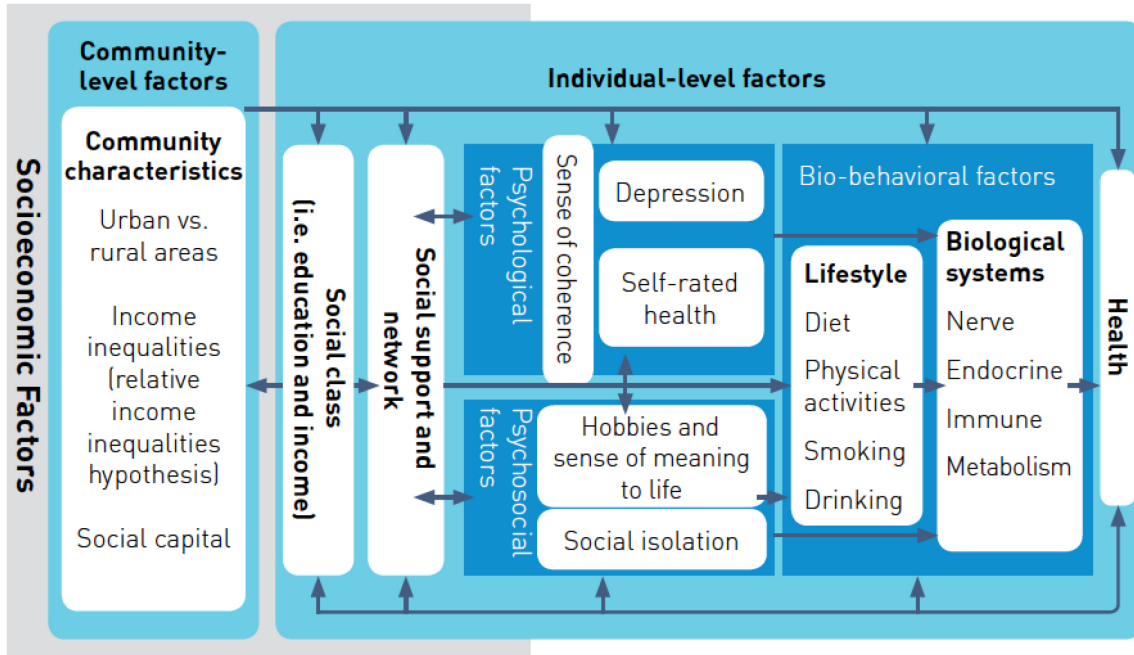 Socioeconomic Factors
Community-
level factors
Community
characteristics
Urban vs.
rural areas
Income
inequalities
(relative
income
inequalities
hypothesis)
Social capital
Individual-level factors
Social class
(i.e. education and income)
Social support and
network
Psychological
factors
Sense of coherence
Depression
Self-rated
health
Psychosocial
factors
Hobbies and
sense of meaning
to life
Social isolation
Bio-behavioral factors
Lifestyle
Diet
Physical
activities
Smoking
Drinking
Biological
systems
Nerve
Endocrine
Immune
Metabolism
Health